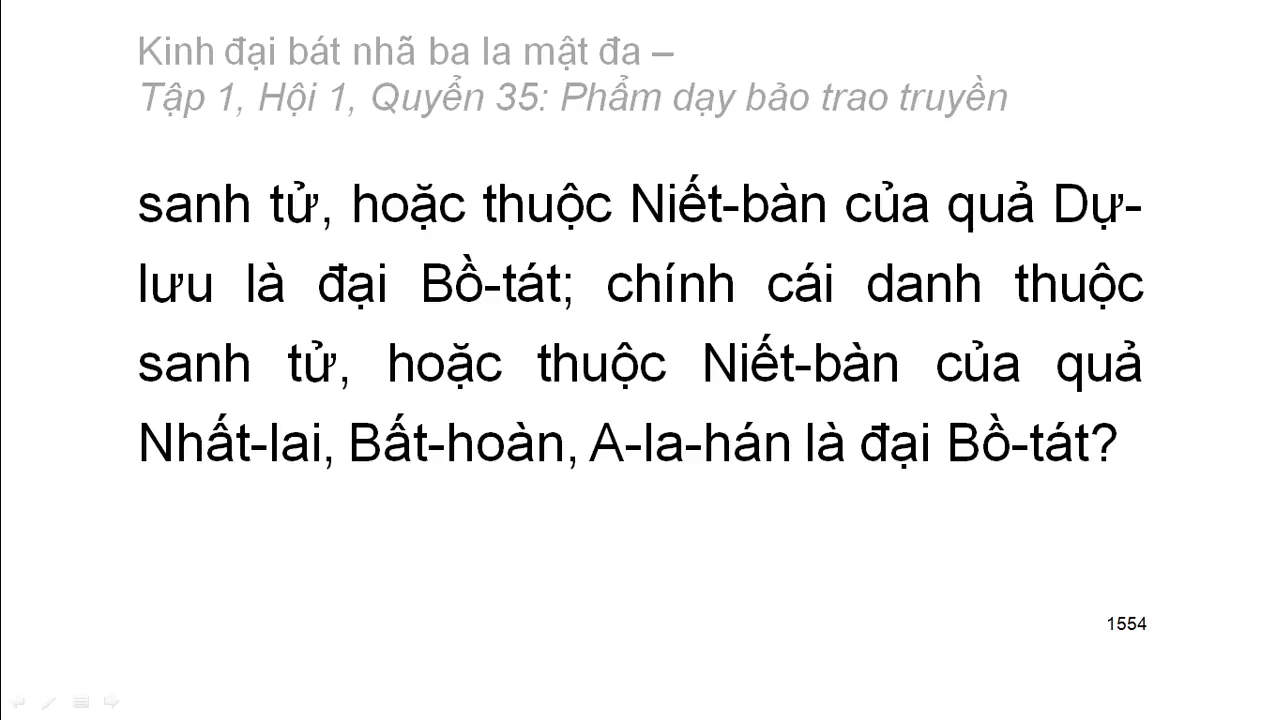 Kinh đại bát nhã ba la mật đa –
Tập 1, Hội 1, Quyển 35: Phẩm dạy bảo trao truyền
sanh tử, hoặc thuộc Niết-bàn của quả Dự-
lưu là đại Bồ-tát; chính cái danh thuộc
sanh tử, hoặc thuộc Niết-bàn của quả
Nhất-lai, Bất-hoàn, A-la-hán là đại Bồ-tát?
1554